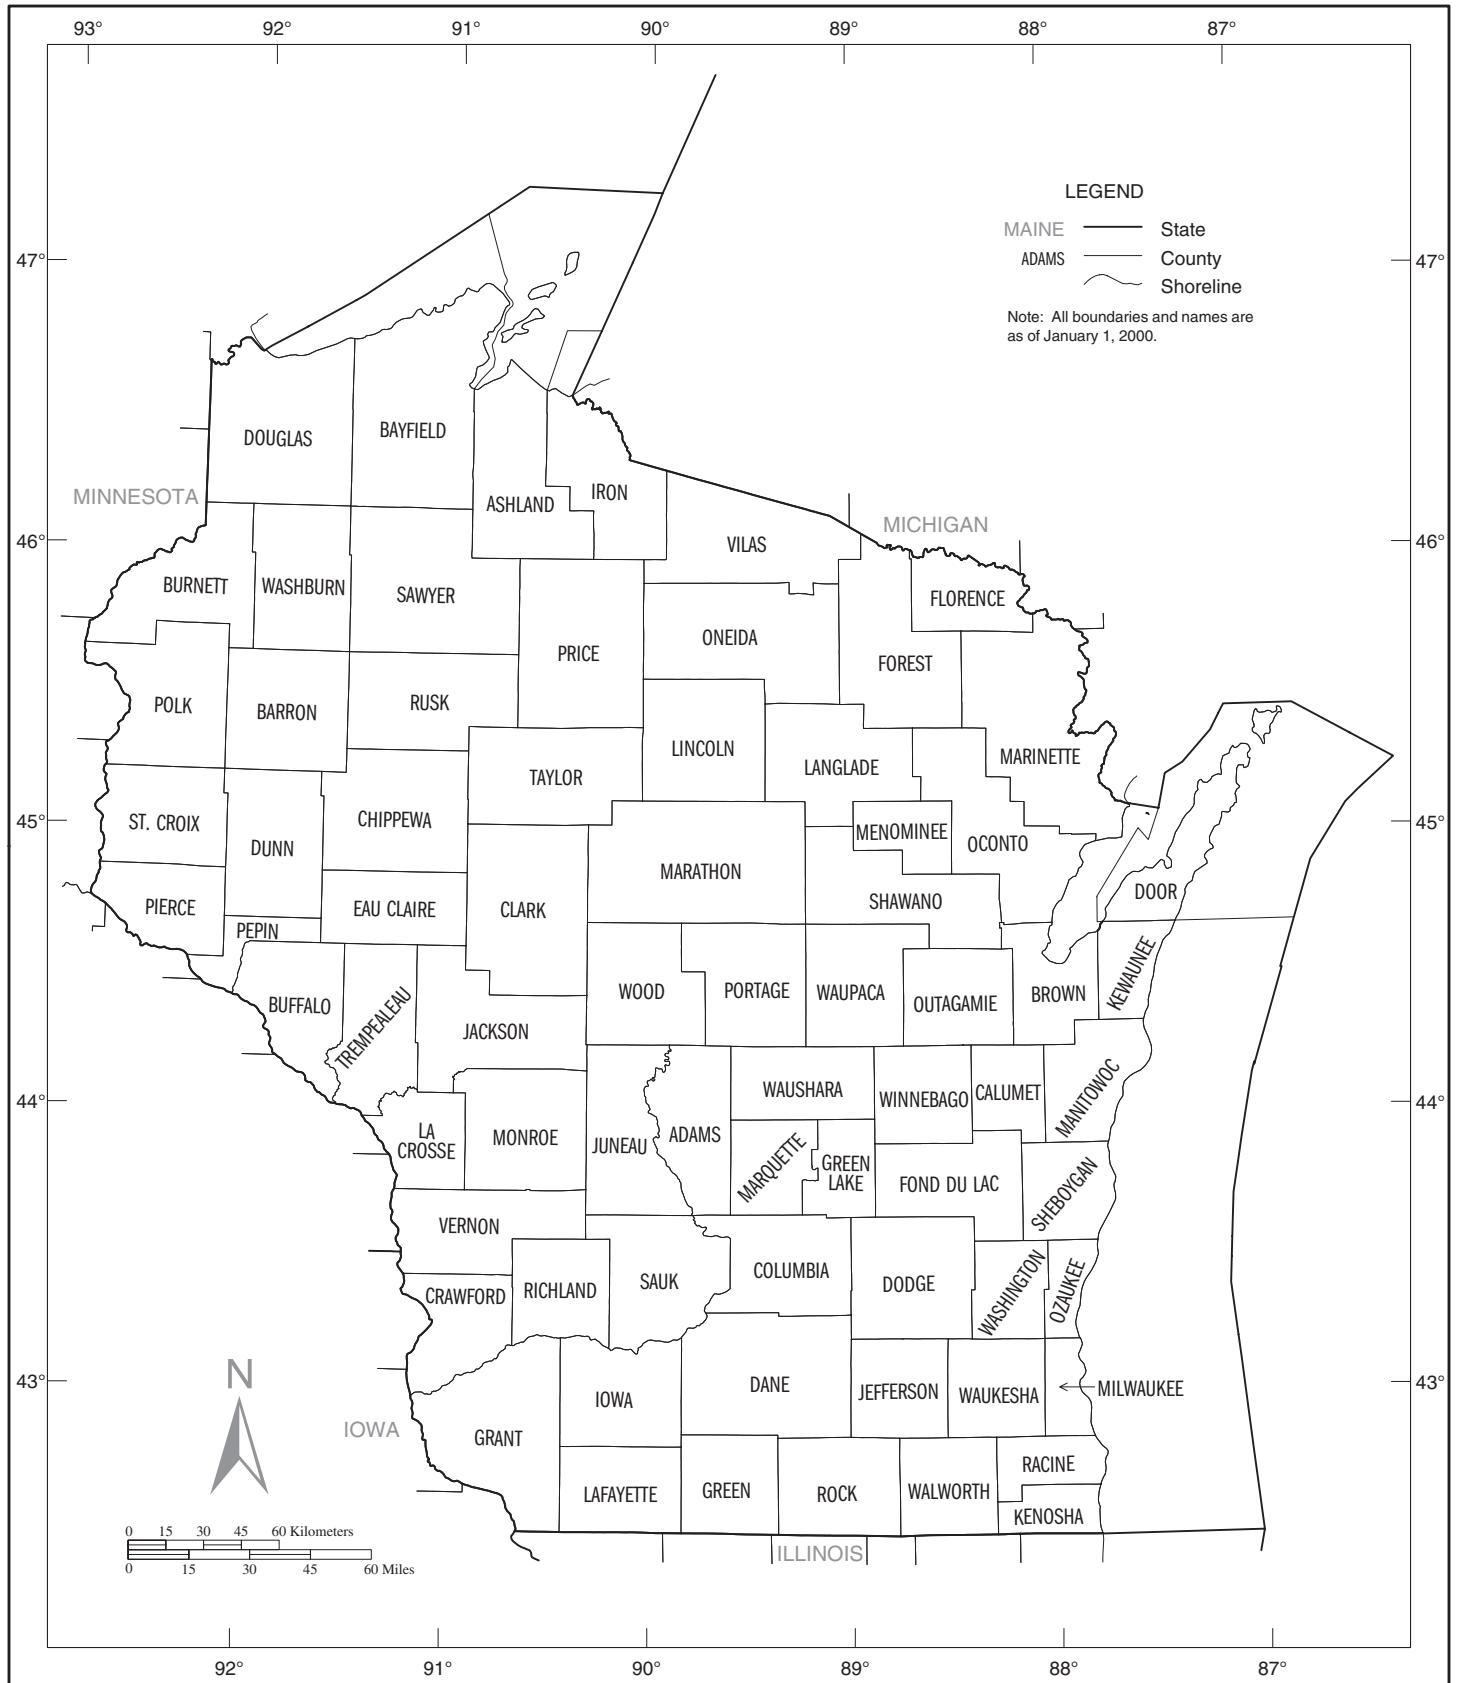 93° 92° 91° 90° 89° 88° 87°
LEGEND
MAINE State
ADAMS County
Shoreline
Note: All boundaries and names are
as of January 1, 2000.
47° 47°
DOUGLAS
BAYFIELD
MINNESOTA
ASHLAND
IRON
MICHIGAN
46° 46°
VILAS
BURNETT
WASHBURN
SAWYER
FLORENCE
ONEIDA
PRICE
FOREST
POLK
BARRON
RUSK
LINCOLN
MARINETTE
LANGLADE
TAYLOR
45° 45°
ST. CROIX
CHIPPEWA
DUNN
MENOMINEE
OCONTO
MARATHON
DOOR
SHAWANO
PIERCE
EAU CLAIRE
CLARK
PEPIN
KEWAUNEE
WOOD
PORTAGE
WAUPACA
BROWN
OUTAGAMIE
BUFFALO
TREMPEALEAU
JACKSON
44° 44°
WAUSHARA
WINNEBAGO
CALUMET
MANITOWOC
LA
CROSSE
MONROE
JUNEAU
ADAMS
MARQUETTE
GREEN
LAKE
FOND DU LAC
SHEBOYGAN
VERNON
COLUMBIA
SAUK
DODGE
RICHLAND
CRAWFORD
WASHINGTON
OZAUKEE
43° 43°
N
DANE
JEFFERSON
WAUKESHA
MILWAUKEE
IOWA
IOWA
GRANT
RACINE
LAFAYETTE
GREEN
ROCK
WALWORTH
KENOSHA
0 15 30 45 60 Kilometers
0 15 30 45 60 Miles
ILLINOIS
92° 91° 90° 89° 88° 87°